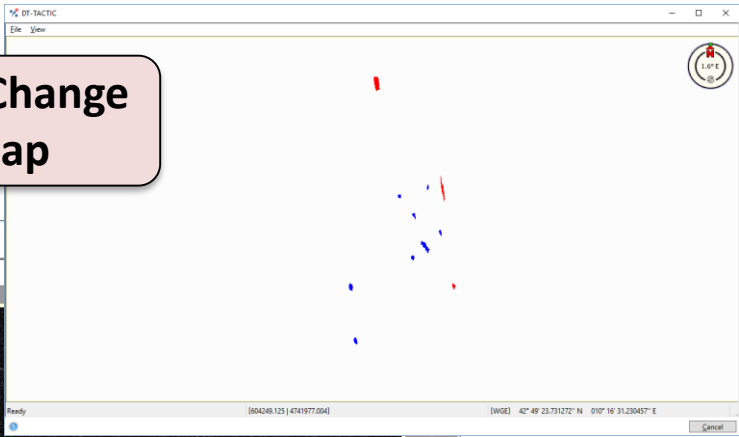 DT-TACTIC
File View
Change
ap
N
1.6° E
Ready [604249.125 | 4741977.004] [WGE] 42° 49' 23.731272'' N 010° 16' 31.230457'' E
Cancel